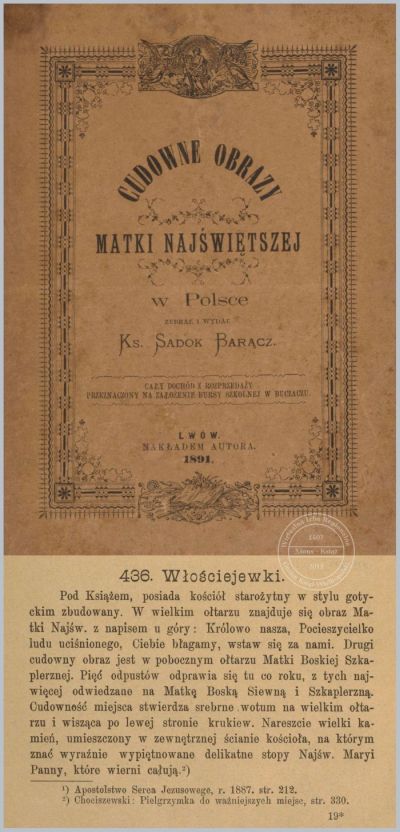 CUDOWNE OBRAZY
MATKI NAJŚWIĘTSZEJ
w Polsce
ZEBRAŁ I WYDAŁ
Ks. Sadok Barącz.
CAŁY DOCHÓD Z ROZPRZEDAŻY
PRZEZNACZONY NA ZAŁOŻENIE BURSY SZKOLNEJ W BUCZACZU.
LWÓW.
NAKŁADEM AUTORA.
1891.
436. Włościejewki.
Pod Książem, posiada kościół starożytny w stylu goty-
ckim zbudowany. W wielkim ołtarzu znajduje się obraz Ma-
tki Najśw. z napisem u góry: Królowo nasza, Pocieszycielko
ludu uciśnionego, Ciebie błagamy, wstaw się za nami. Drugi
cudowny obraz jest w pobocznym ołtarzu Matki Boskiej Szka-
plerznej. Pięć odpustów odprawia się tu co roku, z tych naj-
więcej odwiedzane na Matkę Boską Siewną i Szkaplerzną.
Cudowność miejsca stwierdza srebrne wotum na wielkim ołta-
rzu i wisząca po lewej stronie krukiew. Nareszcie wielki ka-
mień, umieszczony w zewnętrznej ścianie kościoła, na którym
znać wyraźnie wypiętnowane delikatne stopy Najśw. Maryi
Panny, które wierni całują.²)
¹) Apostolstwo Serca Jezusowego, r. 1887. str. 212.
²) Chociszewski: Pielgrzymka do ważniejszych miejsc, str. 330.
19*